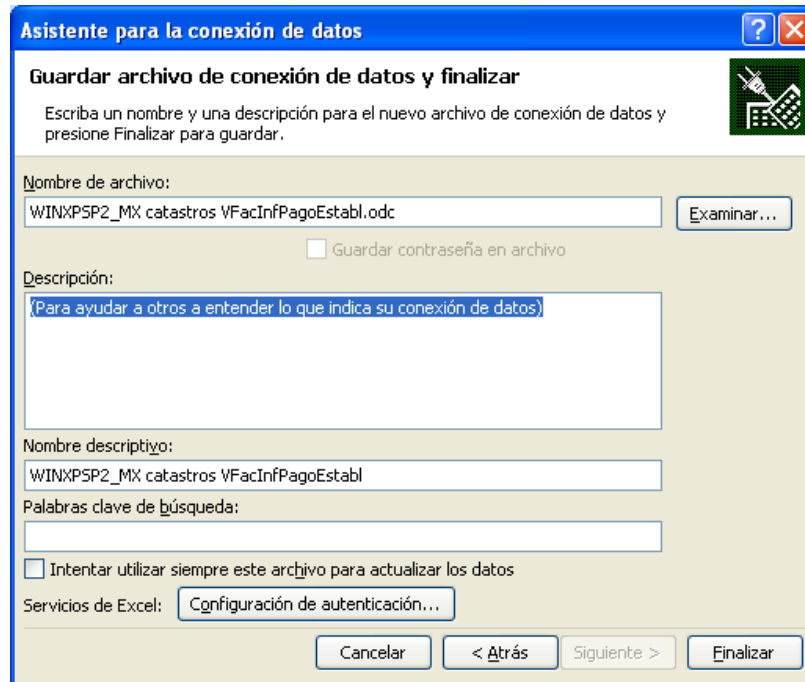 Asistente para la conexión de datos
Guardar archivo de conexión de datos y finalizar
Escriba un nombre y una descripción para el nuevo archivo de conexión de datos y
presione Finalizar para guardar.
Nombre de archivo:
WINXPSP2_MX catastros VFacInfPagoEstabl.odc
Examinar...
Guardar contraseña en archivo
Descripción:
(Para ayudar a otros a entender lo que indica su conexión de datos)
Nombre descriptivo:
WINXPSP2_MX catastros VFacInfPagoEstabl
Palabras clave de búsqueda:
Intentar utilizar siempre este archivo para actualizar los datos
Servicios de Excel: Configuración de autenticación...
Cancelar < Atrás Siguiente > Finalizar